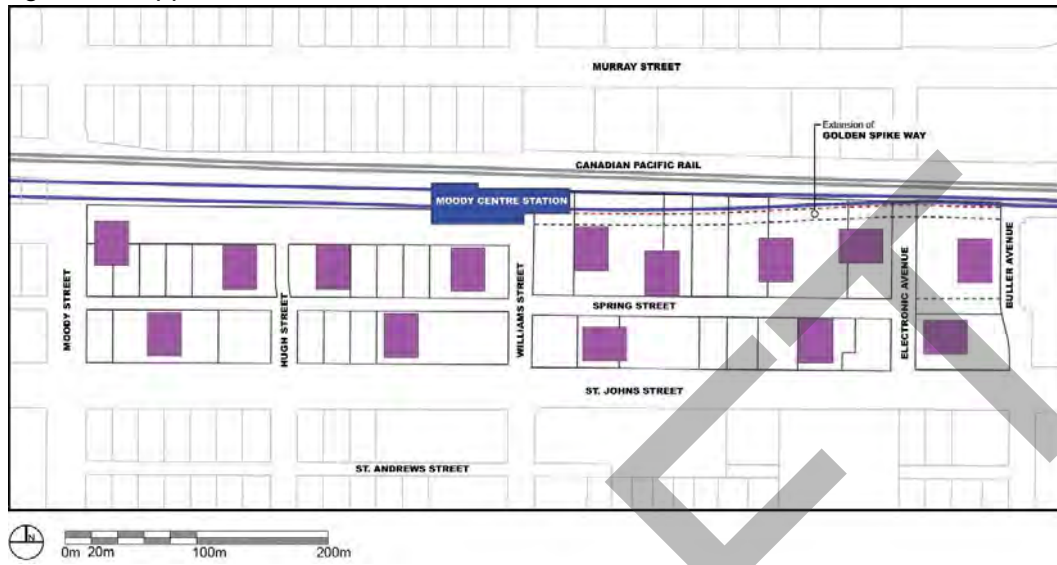 MURRAY STREET
Extension of
GOLDEN SPIKE WAY
CANADIAN PACIFIC RAIL
MOODY CENTRE STATION
MOODY STREET
HUGH STREET
WILLIAMS STREET
SPRING STREET
ELECTRONIC AVENUE
BULLER AVENUE
ST. JOHNS STREET
ST. ANDREWS STREET
N
0m 20m 100m 200m